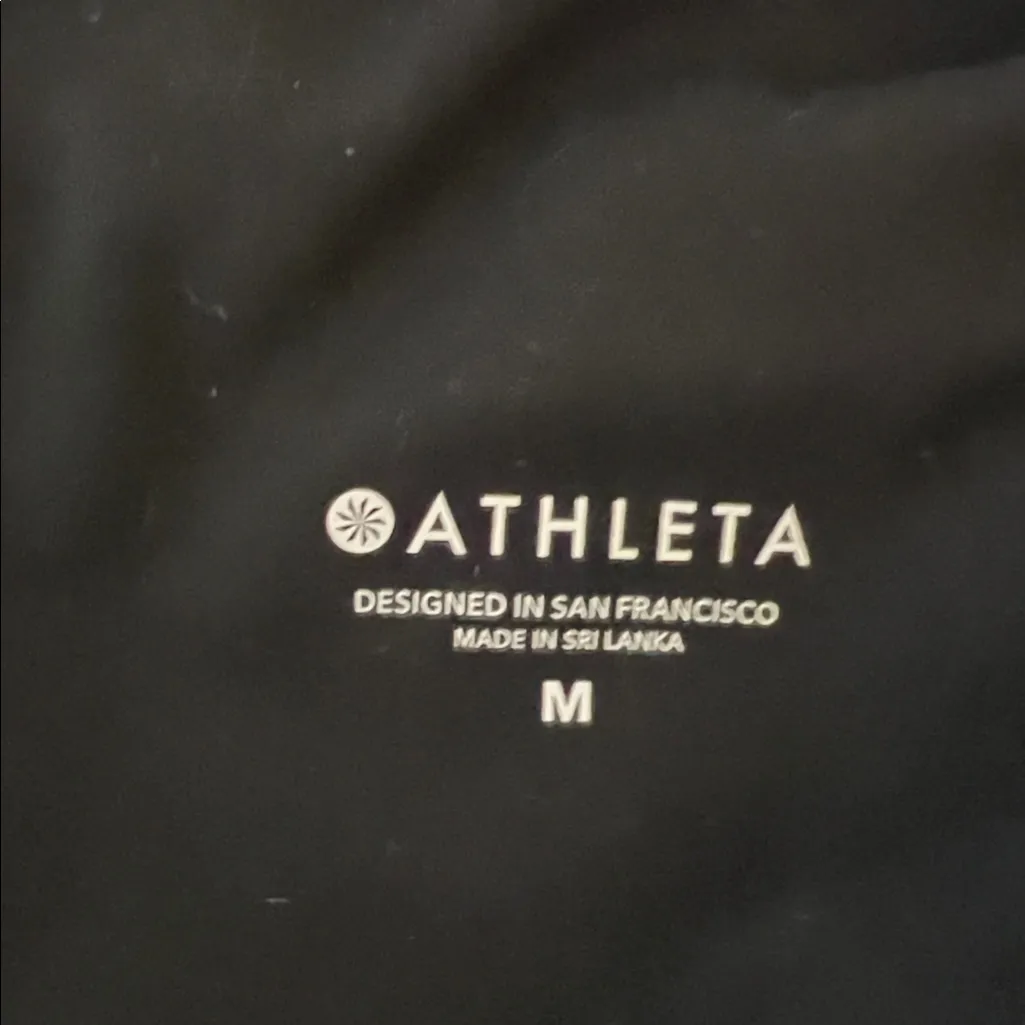 ATHLETA
DESIGNED IN SAN FRANCISCO
MADE IN SRI LANKA
M